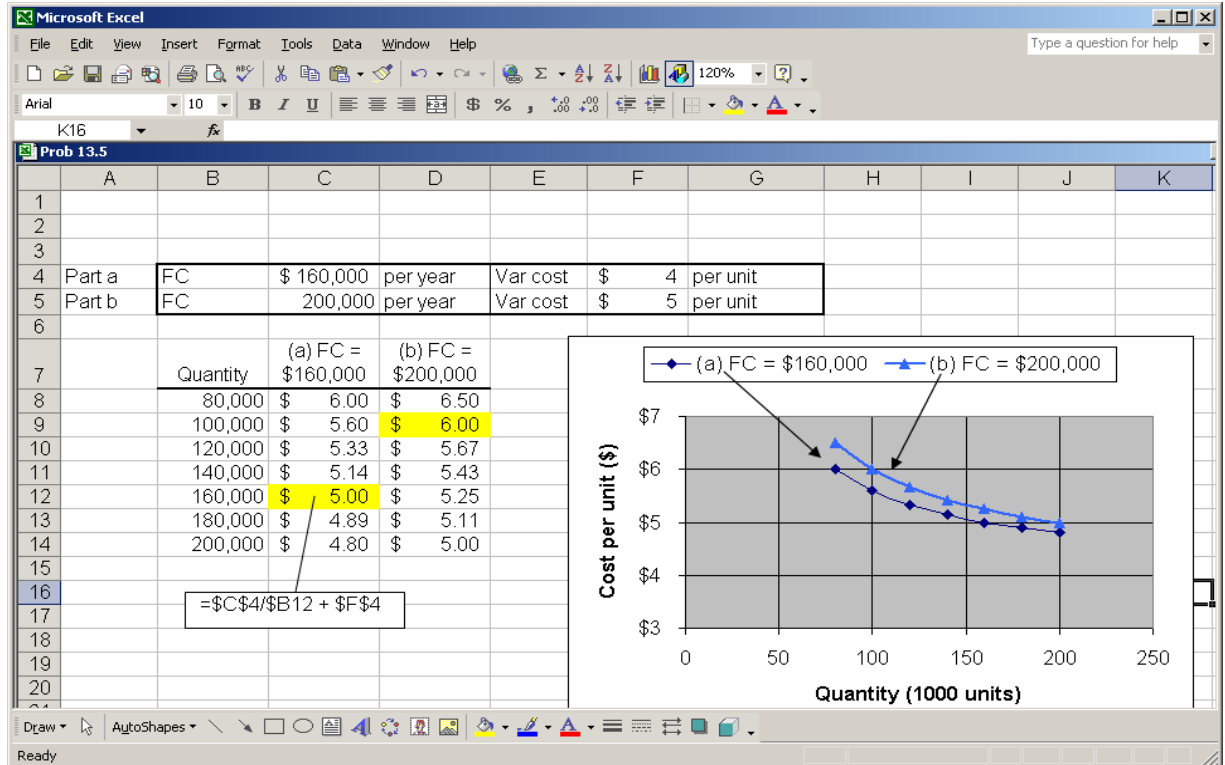 Microsoft Excel
File Edit View Insert Format Tools Data Window Help Type a question for help
120%
Arial 10 B I U $ % ,
K16 fx
Prob 13.5
A B C D E F G H I J K
1
2
3
4 Part a FC $ 160,000 per year Var cost $ 4 per unit
5 Part b FC 200,000 per year Var cost $ 5 per unit
6
(a) FC = (b) FC =
7 Quantity $160,000 $200,000
8 80,000 $ 6.00 $ 6.50
9 100,000 $ 5.60 $ 6.00
10 120,000 $ 5.33 $ 5.67
11 140,000 $ 5.14 $ 5.43
12 160,000 $ 5.00 $ 5.25
13 180,000 $ 4.89 $ 5.11
14 200,000 $ 4.80 $ 5.00
15
16
=$C$4/$B12 + $F$4
17
18
19
20
(a) FC = $160,000 (b) FC = $200,000
Cost per unit ($)
$7
$6
$5
$4
$3
0 50 100 150 200 250
Quantity (1000 units)
Draw AutoShapes
Ready